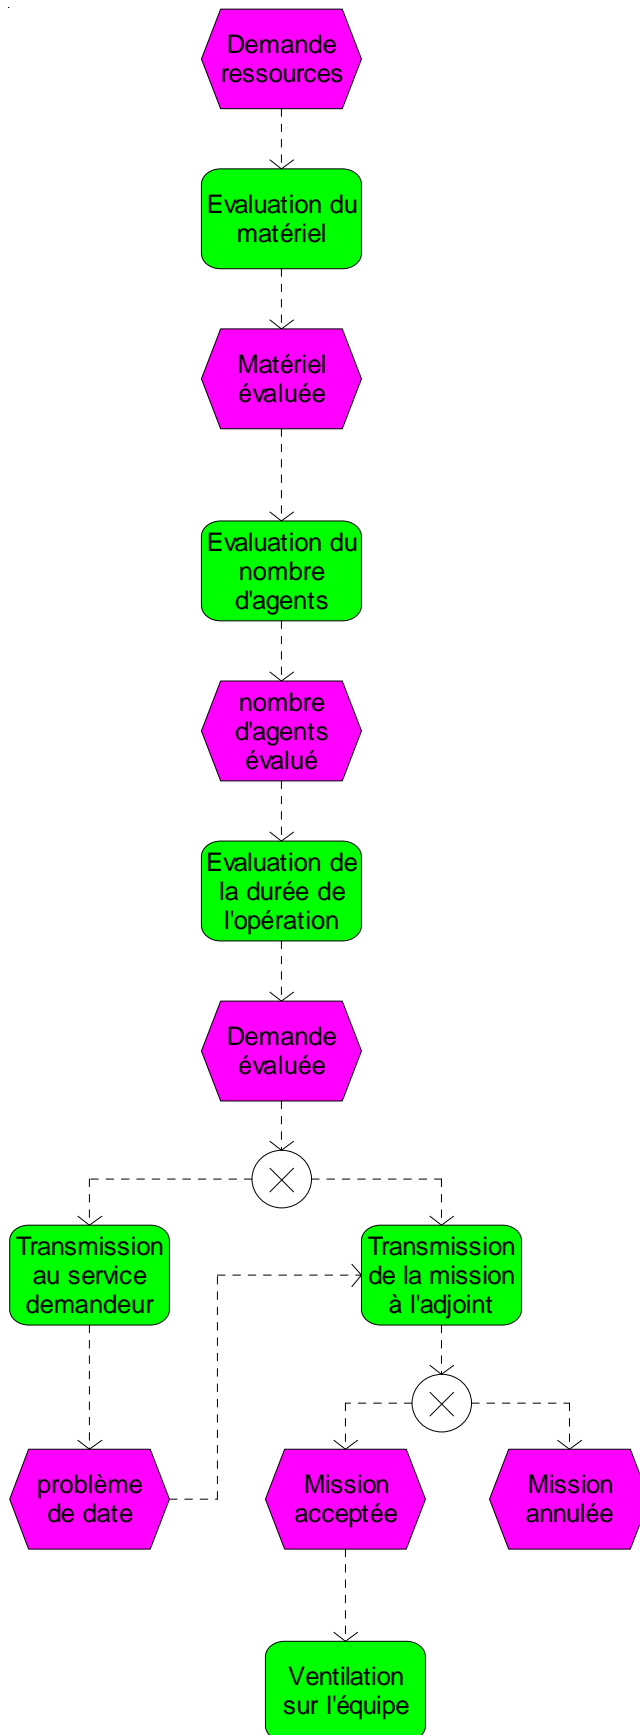 Demande
ressources
Evaluation du
matériel
Matériel
évaluée
Evaluation du
nombre
d'agents
nombre
d'agents
évalué
Evaluation de
la durée de
l'opération
Demande
évaluée
Transmission
au service
demandeur
Transmission
de la mission
à l'adjoint
problème
de date
Mission
acceptée
Mission
annulée
Ventilation
sur l'équipe